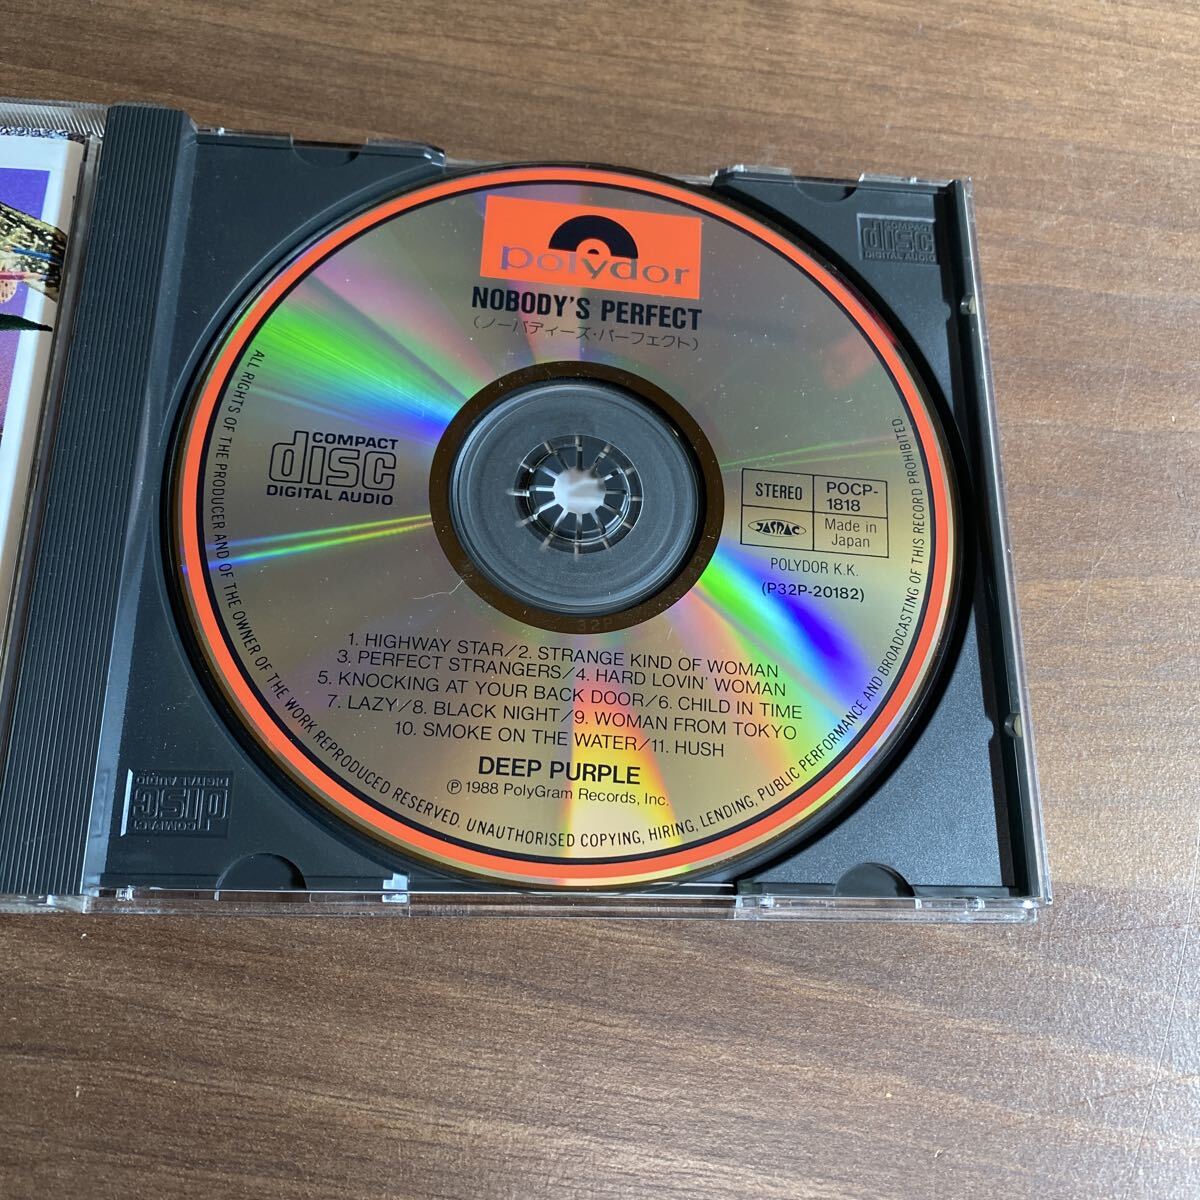 polydor
NOBODY'S PERFECT
(ノーバディーズ・パーフェクト)
COMPACT
disc
DIGITAL AUDIO
STEREO
POCP-
1818
JASRAC
Made in
Japan
POLYDOR K.K.
(P32P-20182)
32P
1. HIGHWAY STAR/2. STRANGE KIND OF WOMAN
3. PERFECT STRANGERS/4. HARD LOVIN' WOMAN
5. KNOCKING AT YOUR BACK DOOR/6. CHILD IN TIME
7. LAZY/8. BLACK NIGHT/9. WOMAN FROM TOKYO
10. SMOKE ON THE WATER/11. HUSH
DEEP PURPLE
Ⓟ 1988 PolyGram Records, Inc.
ALL RIGHTS OF THE PRODUCER AND OF THE OWNER OF THE WORK REPRODUCED RESERVED. UNAUTHORISED COPYING, HIRING, LENDING, PUBLIC PERFORMANCE AND BROADCASTING OF THIS RECORD PROHIBITED.
COMPACT
disc
DIGITAL AUDIO
COMPACT
disc
DIGITAL AUDIO